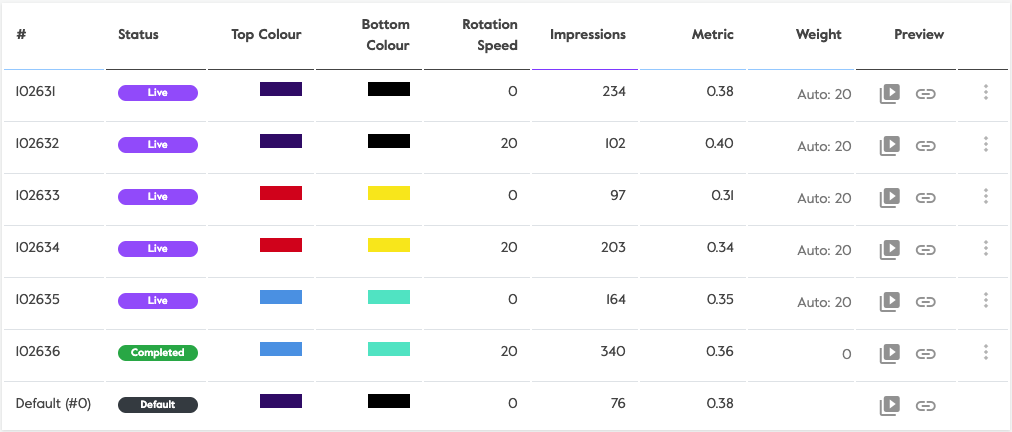 # Status Top Colour Bottom Colour Rotation Speed Impressions Metric Weight Preview
102631 Live 0 234 0.38 Auto: 20
102632 Live 20 102 0.40 Auto: 20
102633 Live 0 97 0.31 Auto: 20
102634 Live 20 203 0.34 Auto: 20
102635 Live 0 164 0.35 Auto: 20
102636 Completed 20 340 0.36 0
Default (#0) Default 0 76 0.38